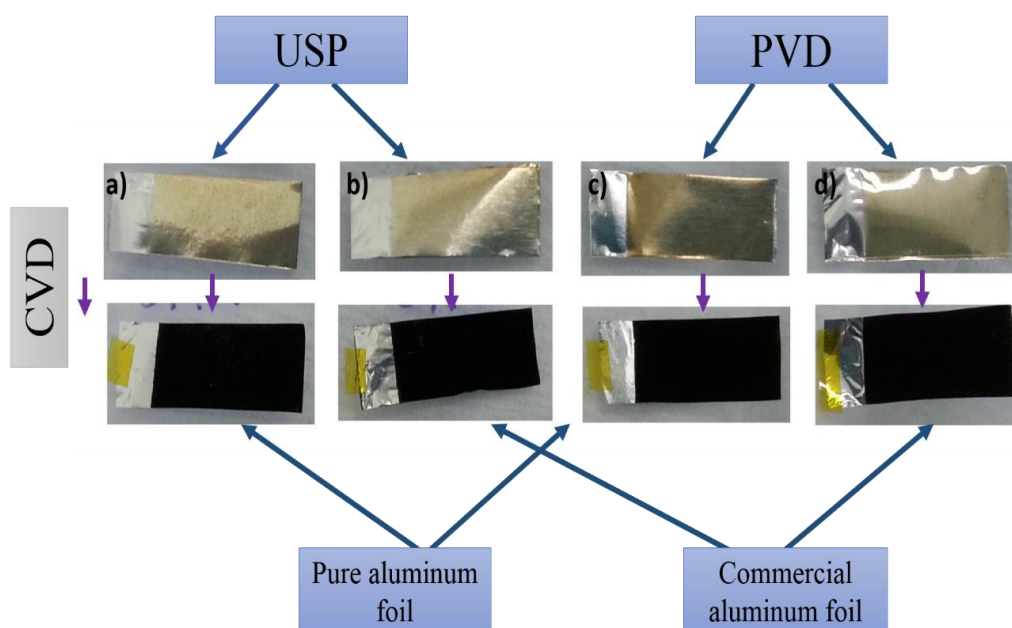 USP
PVD
a)
b)
c)
d)
CVD
Pure aluminum
foil
Commercial
aluminum foil